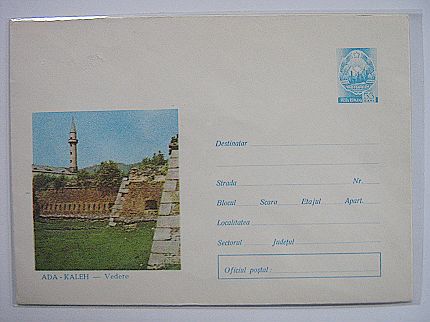 Destinatar
Strada Nr.
Blocul Scara Etajul Apart.
Localitatea
Sectorul Județul
Oficiul poștal:
ADA - KALEH — Vedere